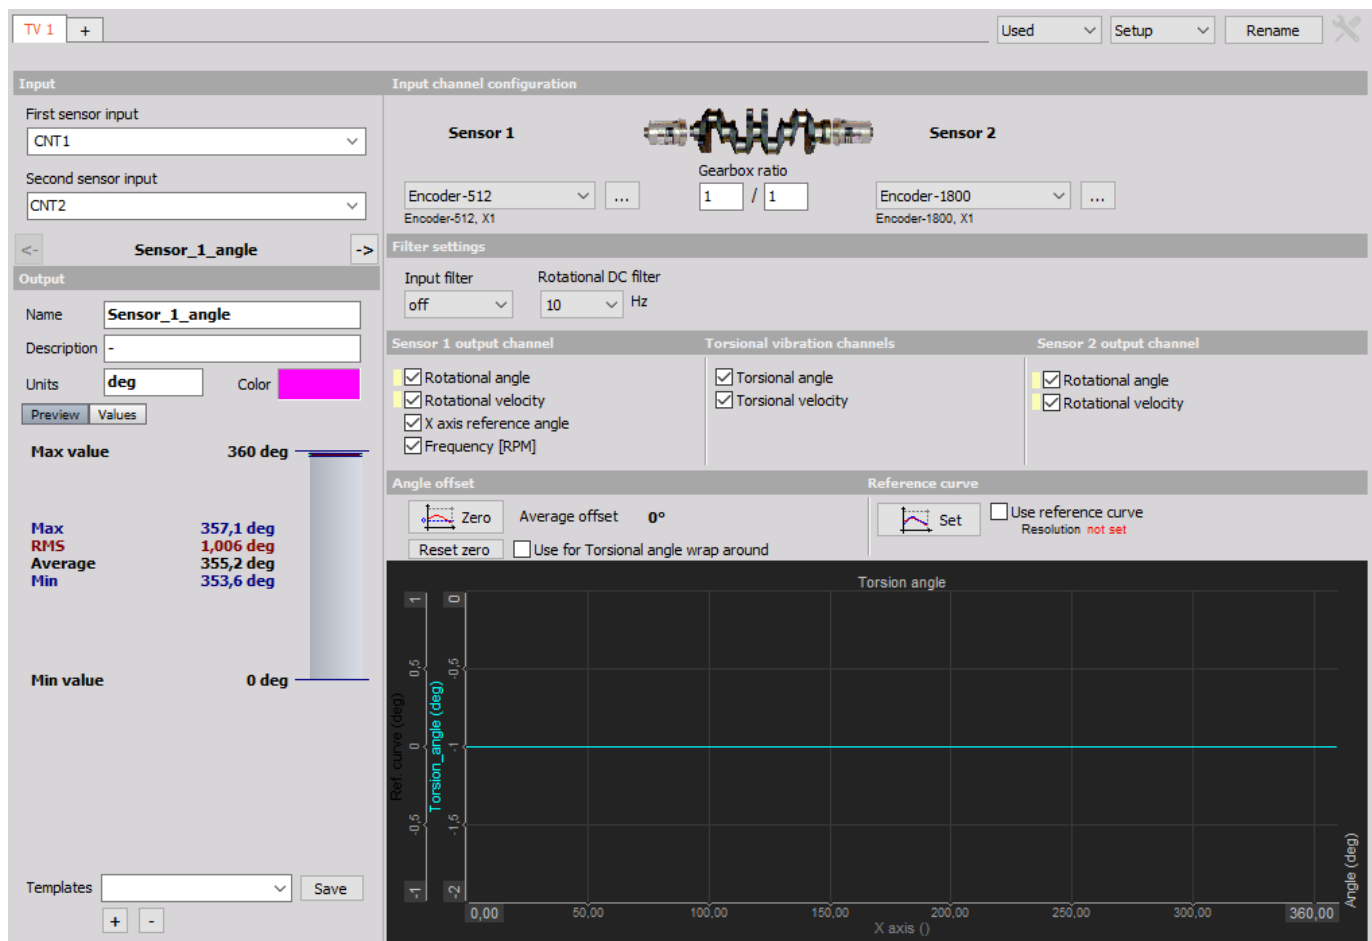 TV 1 +
Used Setup Rename
Input
First sensor input
CNT1
Second sensor input
CNT2
<- Sensor_1_angle ->
Output
Name Sensor_1_angle
Description -
Units deg Color
Preview Values
Max value 360 deg
Max 357,1 deg
RMS 1,006 deg
Average 355,2 deg
Min 353,6 deg
Min value 0 deg
Templates Save
+ -
Input channel configuration
Sensor 1 Sensor 2
Gearbox ratio
Encoder-512 ... 1 / 1 Encoder-1800 ...
Encoder-512, X1 Encoder-1800, X1
Filter settings
Input filter Rotational DC filter
off 10 Hz
Sensor 1 output channel Torsional vibration channels Sensor 2 output channel
Rotational angle Torsional angle Rotational angle
Rotational velocity Torsional velocity Rotational velocity
X axis reference angle
Frequency [RPM]
Angle offset Reference curve
Zero Average offset 0° Set Use reference curve
Resolution not set
Reset zero Use for Torsional angle wrap around
Torsion angle
1 0,5 0 -0,5 -1
Ref. curve (deg)
0 -0,5 -1 -1,5 -2
Torsion_angle (deg)
0,00 50,00 100,00 150,00 200,00 250,00 300,00 360,00
X axis ()
Angle (deg)